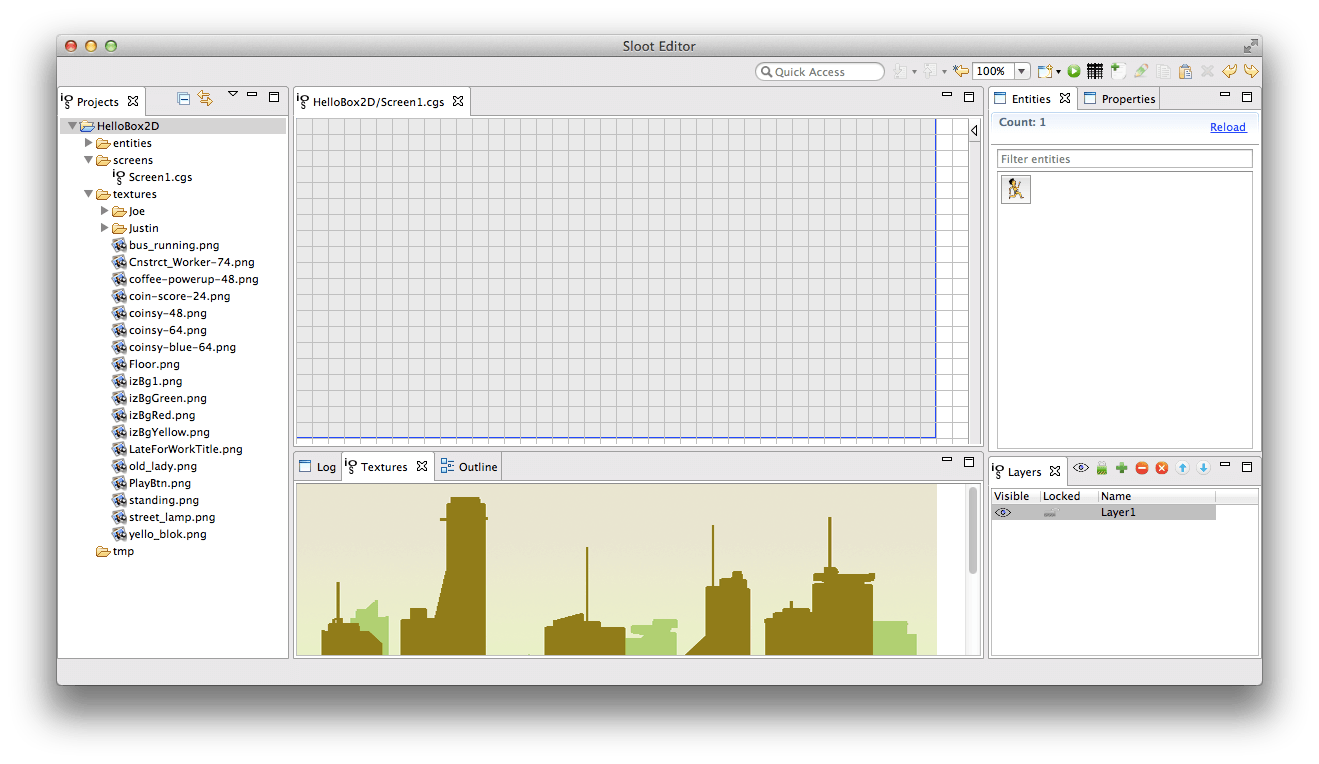 Sloot Editor
Quick Access
100%
Projects
HelloBox2D
entities
screens
Screen1.cgs
textures
Joe
Justin
bus_running.png
Cnstrct_Worker-74.png
coffee-powerup-48.png
coin-score-24.png
coinsy-48.png
coinsy-64.png
coinsy-blue-64.png
Floor.png
izBg1.png
izBgGreen.png
izBgRed.png
izBgYellow.png
LateForWorkTitle.png
old_lady.png
PlayBtn.png
standing.png
street_lamp.png
yello_blok.png
tmp
HelloBox2D/Screen1.cgs
Log Textures Outline
Entities Properties
Count: 1
Reload
Filter entities
Layers
Visible Locked Name
Layer1